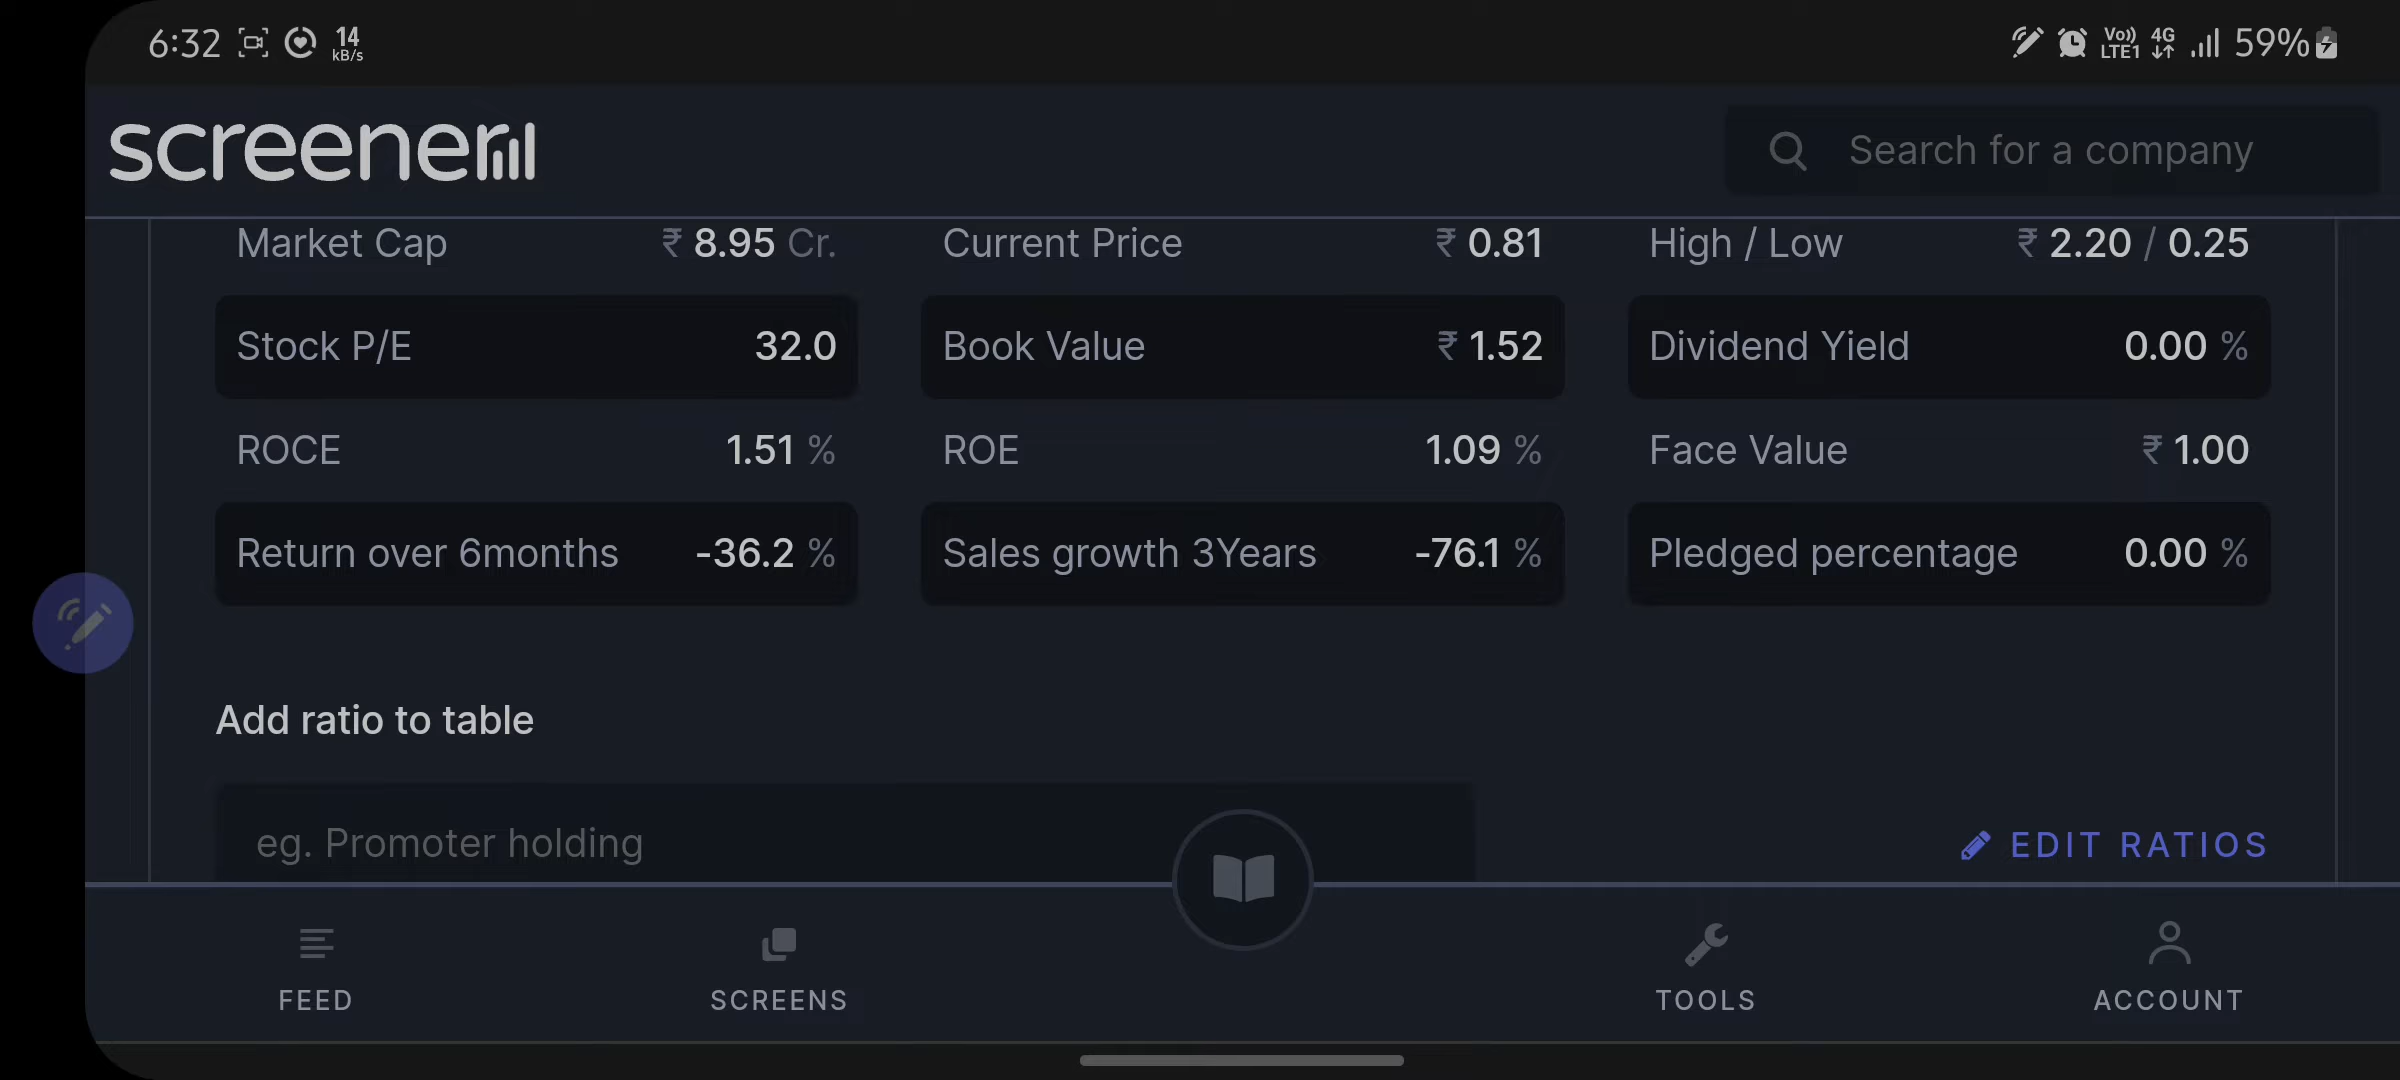 6:32 14 kB/s Vo)) LTE1 4G 59%
screener Search for a company
Market Cap ₹ 8.95 Cr. Current Price ₹ 0.81 High / Low ₹ 2.20 / 0.25
Stock P/E 32.0 Book Value ₹ 1.52 Dividend Yield 0.00 %
ROCE 1.51 % ROE 1.09 % Face Value ₹ 1.00
Return over 6months -36.2 % Sales growth 3Years -76.1 % Pledged percentage 0.00 %
Add ratio to table
eg. Promoter holding EDIT RATIOS
FEED SCREENS TOOLS ACCOUNT